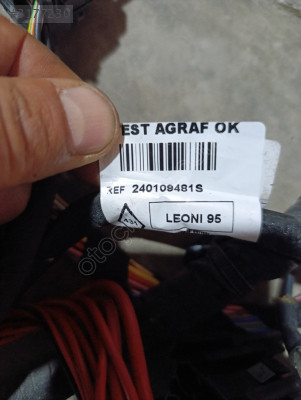 EST AGRAF OK
REF 240109481S
LEONI 95